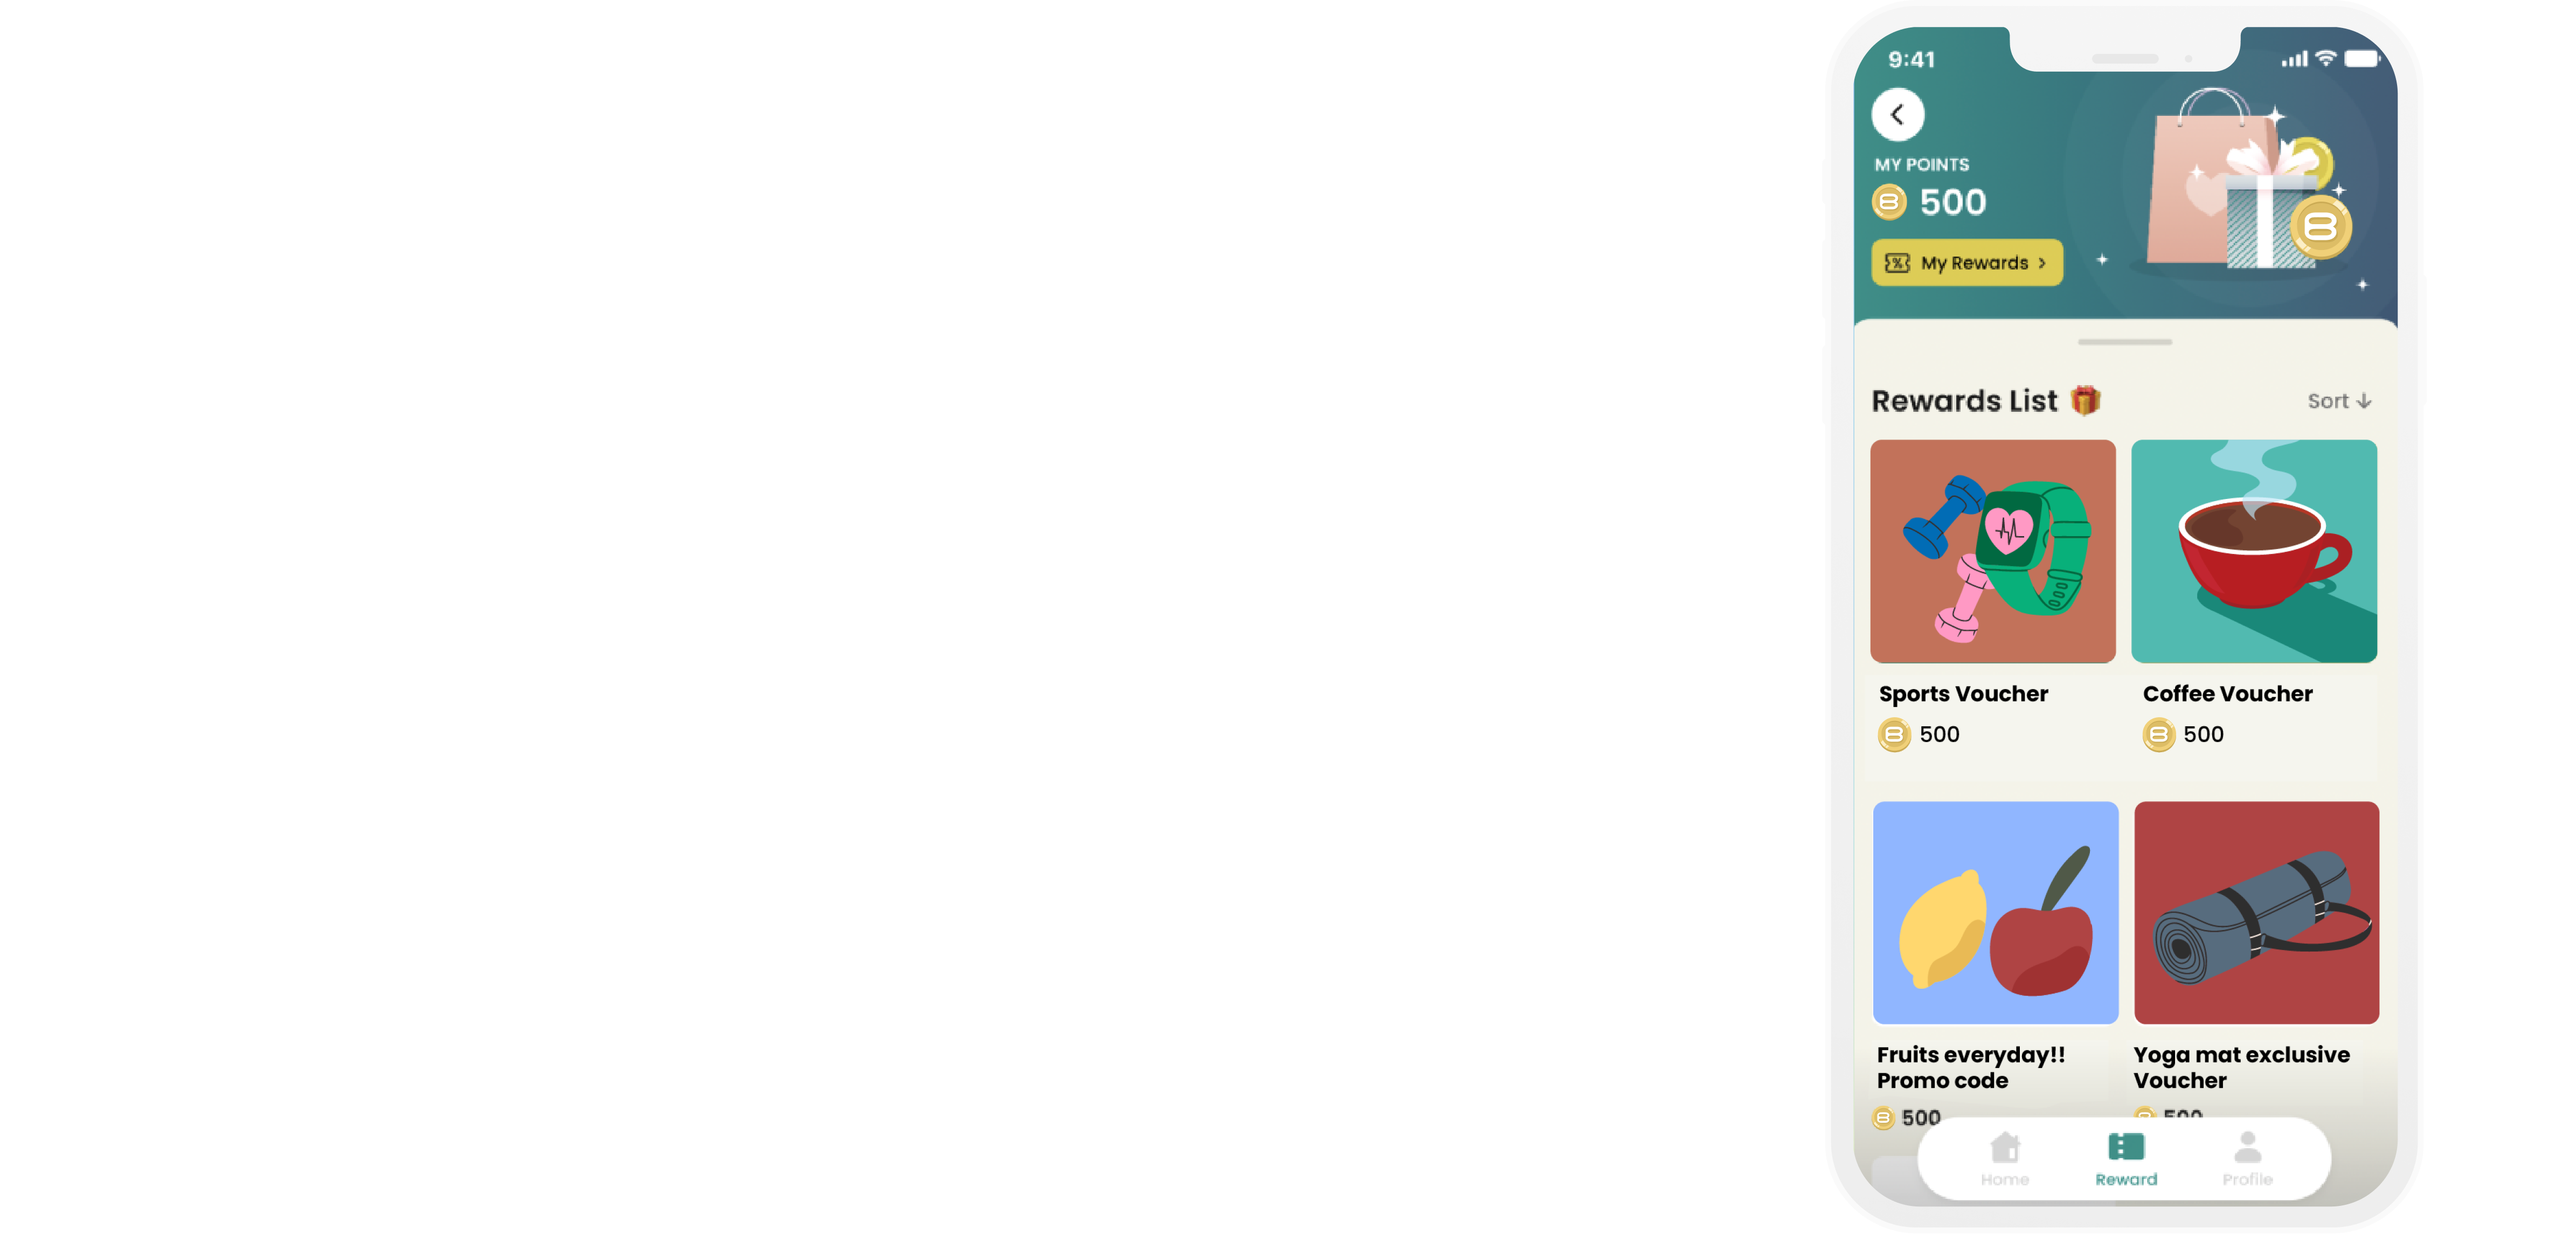 9:41
MY POINTS
500
My Rewards >
Rewards List
Sort ↓
Sports Voucher
500
Coffee Voucher
500
Fruits everyday!!
Promo code
500
Yoga mat exclusive
Voucher
500
Home
Reward
Profile